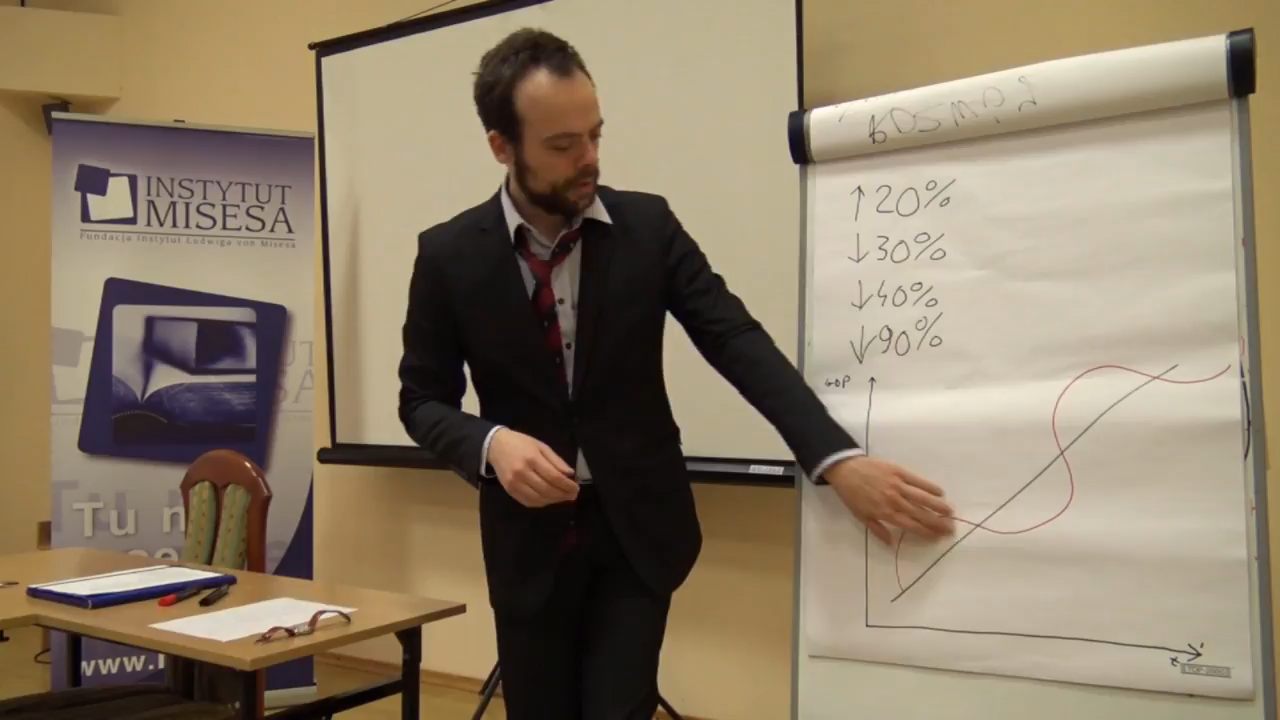 INSTYTUT
MISESA
Fundacja Instytut Ludwiga von Misesa
Tu
www.
↑20%
↓30%
↓40%
↓90%
GDP
t